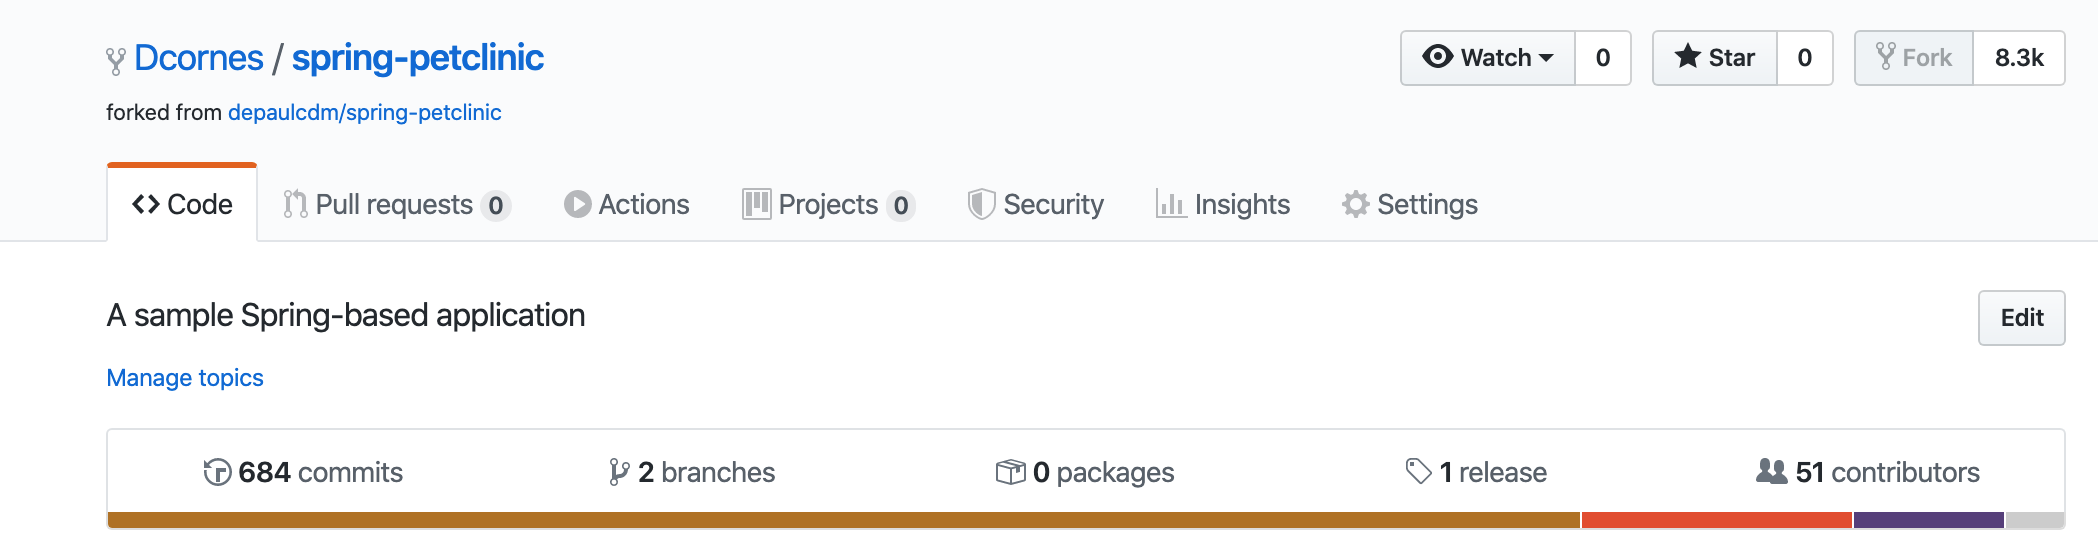 Dcornes / spring-petclinic
Watch 0
Star 0
Fork 8.3k
forked from depaulcdm/spring-petclinic
Code
Pull requests 0
Actions
Projects 0
Security
Insights
Settings
A sample Spring-based application
Edit
Manage topics
684 commits
2 branches
0 packages
1 release
51 contributors